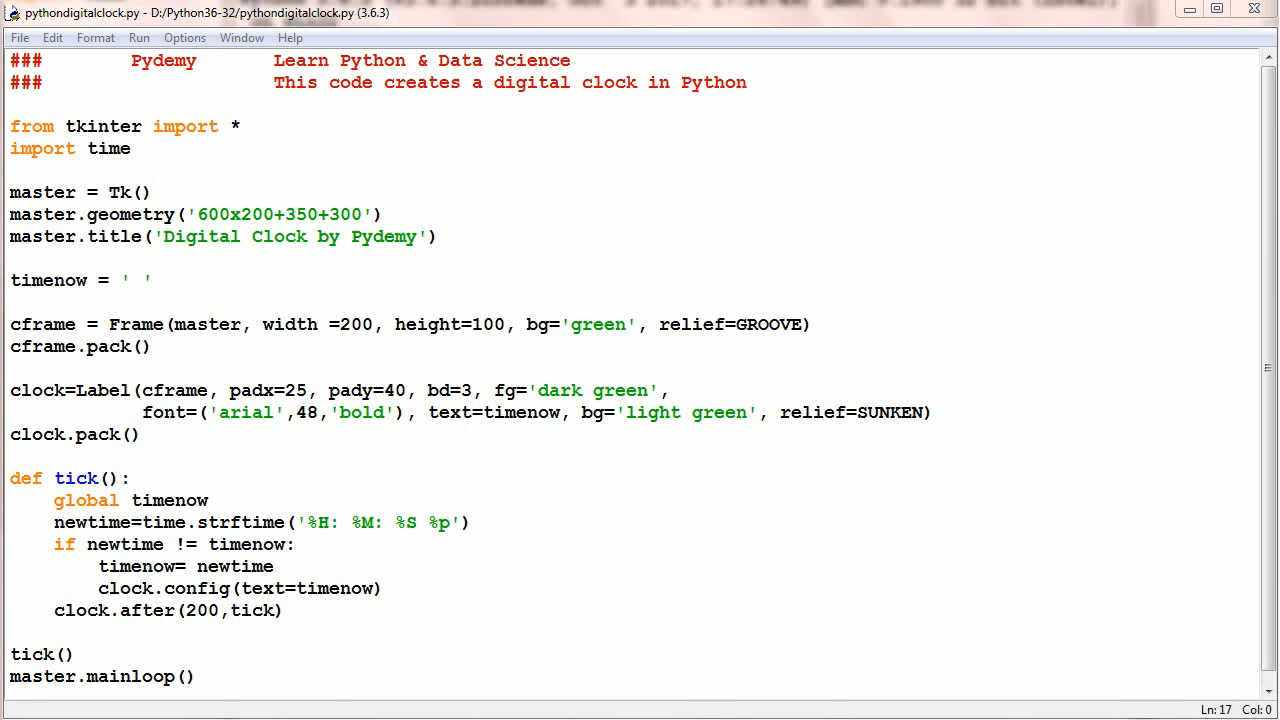 pythondigitalclock.py - D:/Python36-32/pythondigitalclock.py (3.6.3)
File Edit Format Run Options Window Help
###        Pydemy       Learn Python & Data Science
###                     This code creates a digital clock in Python
from tkinter import *
import time
master = Tk()
master.geometry('600x200+350+300')
master.title('Digital Clock by Pydemy')
timenow = ' '
cframe = Frame(master, width =200, height=100, bg='green', relief=GROOVE)
cframe.pack()
clock=Label(cframe, padx=25, pady=40, bd=3, fg='dark green',
            font=('arial',48,'bold'), text=timenow, bg='light green', relief=SUNKEN)
clock.pack()
def tick():
    global timenow
    newtime=time.strftime('%H: %M: %S %p')
    if newtime != timenow:
        timenow= newtime
        clock.config(text=timenow)
    clock.after(200,tick)
tick()
master.mainloop()
Ln: 17 Col: 0